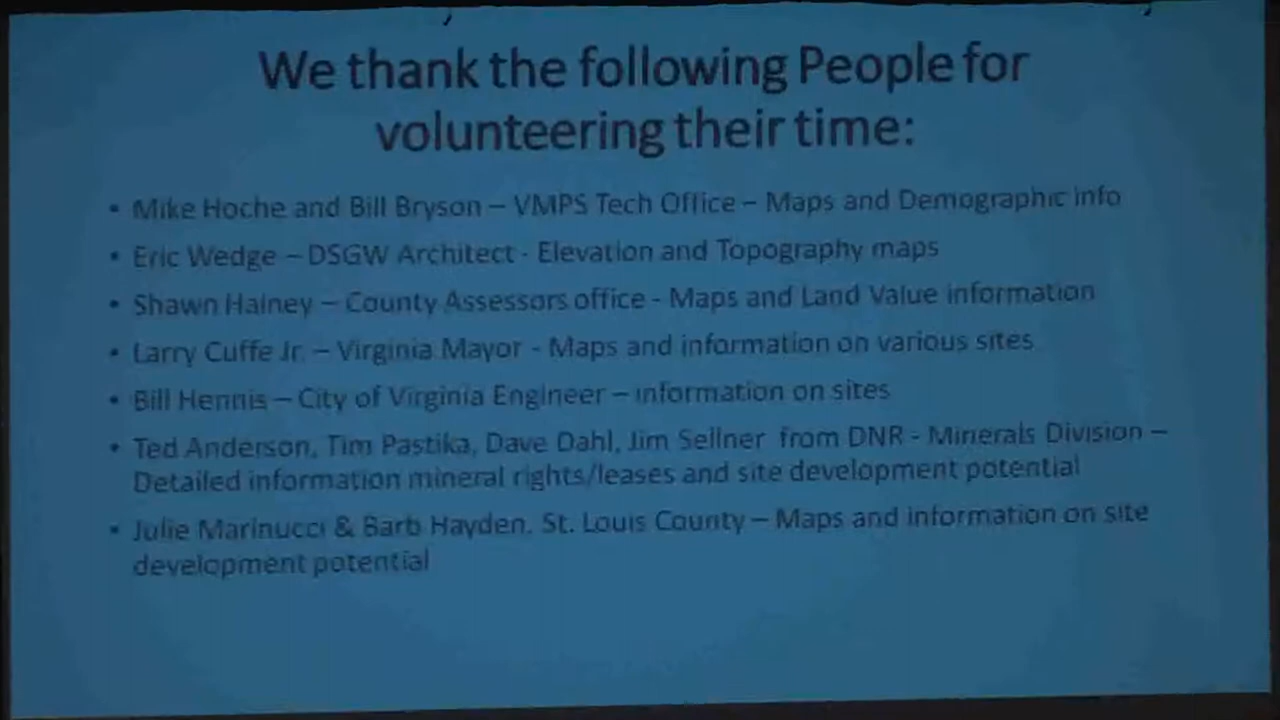 We thank the following People for
volunteering their time:
• Mike Hoche and Bill Bryson – VMPS Tech Office – Maps and Demographic info
• Eric Wedge – DSGW Architect - Elevation and Topography maps
• Shawn Hainey – County Assessors office - Maps and Land Value information
• Larry Cuffe Jr. – Virginia Mayor - Maps and information on various sites
• Bill Hennis – City of Virginia Engineer – information on sites
• Ted Anderson, Tim Pastika, Dave Dahl, Jim Sellner from DNR - Minerals Division –
Detailed information mineral rights/leases and site development potential
• Julie Marinucci & Barb Hayden. St. Louis County – Maps and information on site
development potential